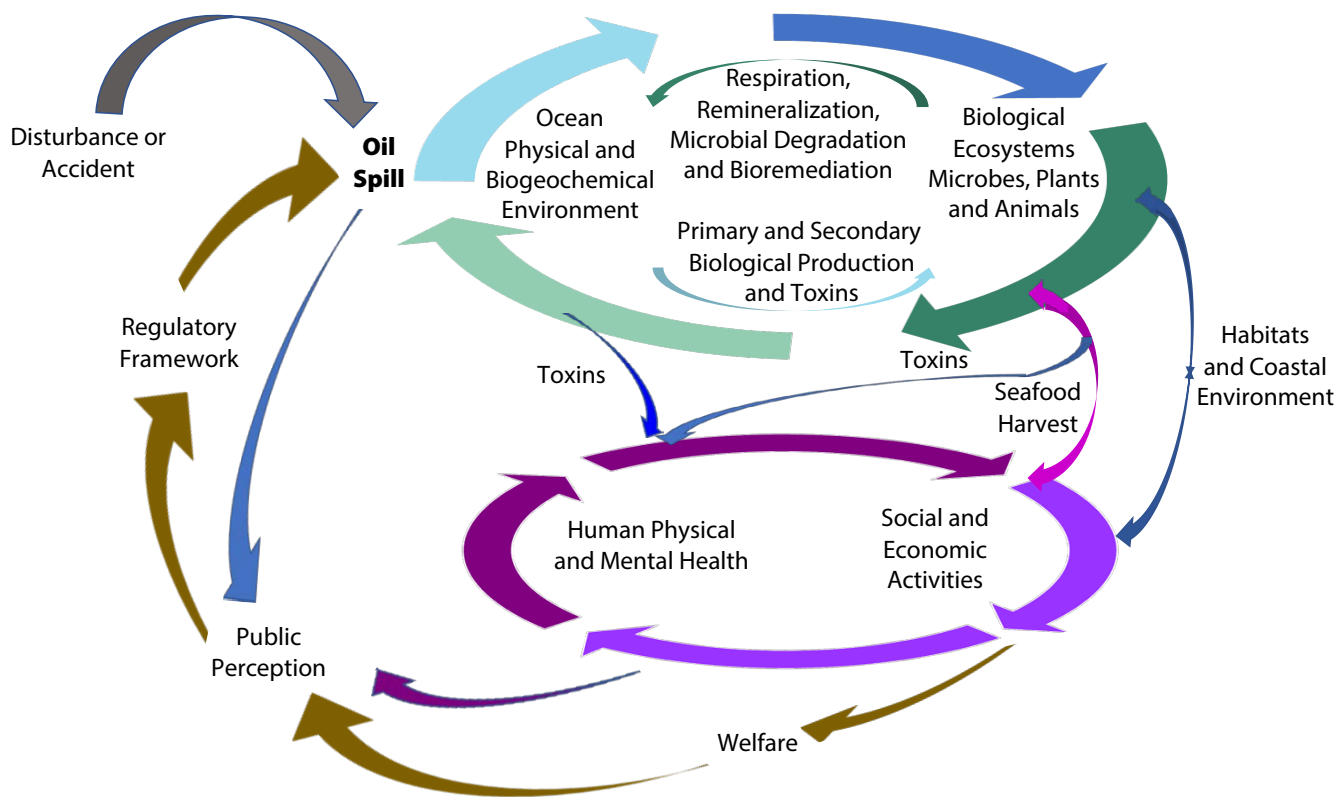 Disturbance or
Accident
Oil
Spill
Ocean
Physical and
Biogeochemical
Environment
Respiration,
Remineralization,
Microbial Degradation
and Bioremediation
Biological
Ecosystems
Microbes, Plants
and Animals
Primary and Secondary
Biological Production
and Toxins
Regulatory
Framework
Toxins
Toxins
Seafood
Harvest
Habitats
and Coastal
Environment
Human Physical
and Mental Health
Social and
Economic
Activities
Public
Perception
Welfare